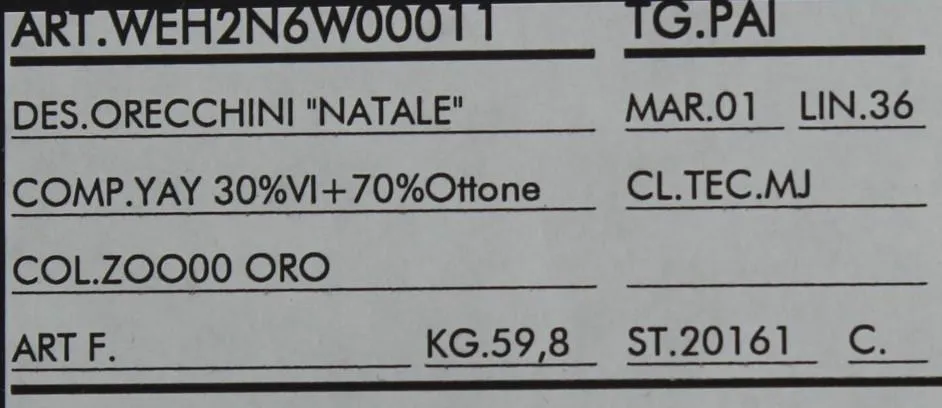 ART.WEH2N6W00011 TG.PAI
DES.ORECCHINI "NATALE" MAR.01 LIN.36
COMP.YAY 30%VI+70%Ottone CL.TEC.MJ
COL.ZOO00 ORO
ART F. KG.59,8 ST.20161 C.